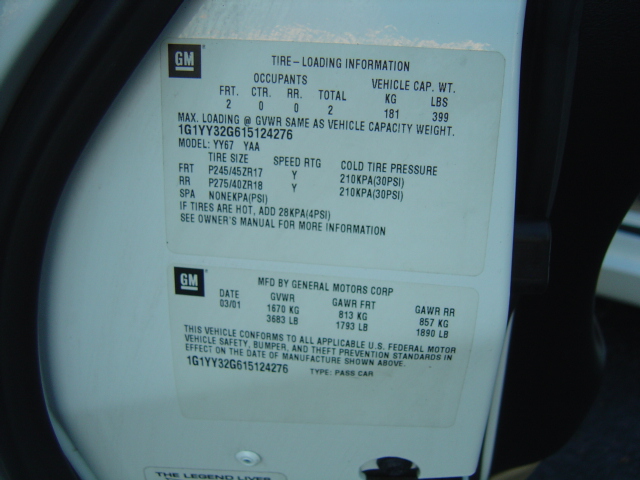 GM
TIRE-LOADING INFORMATION
OCCUPANTS VEHICLE CAP. WT.
FRT. CTR. RR. TOTAL KG LBS
2 0 0 2 181 399
MAX. LOADING @ GVWR SAME AS VEHICLE CAPACITY WEIGHT.
1G1YY32G615124276
MODEL: YY67 YAA
TIRE SIZE SPEED RTG COLD TIRE PRESSURE
FRT P245/45ZR17 Y 210KPA(30PSI)
RR P275/40ZR18 Y 210KPA(30PSI)
SPA NONEKPA(PSI)
IF TIRES ARE HOT, ADD 28KPA(4PSI)
SEE OWNER'S MANUAL FOR MORE INFORMATION
GM
MFD BY GENERAL MOTORS CORP
DATE GVWR GAWR FRT GAWR RR
03/01 1670 KG 813 KG 857 KG
3683 LB 1793 LB 1890 LB
THIS VEHICLE CONFORMS TO ALL APPLICABLE U.S. FEDERAL MOTOR
VEHICLE SAFETY, BUMPER, AND THEFT PREVENTION STANDARDS IN
EFFECT ON THE DATE OF MANUFACTURE SHOWN ABOVE.
1G1YY32G615124276 TYPE: PASS CAR
THE LEGEND LIVES